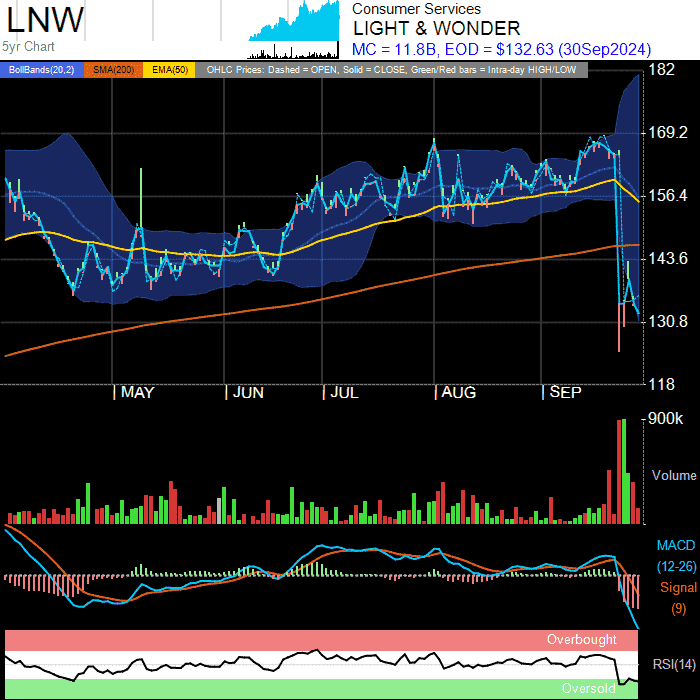 LNW
5yr Chart
Consumer Services
LIGHT & WONDER
MC = 11.8B, EOD = $132.63 (30Sep2024)
BollBands(20,2) SMA(200) EMA(50) OHLC Prices: Dashed = OPEN, Solid = CLOSE, Green/Red bars = Intra-day HIGH/LOW
182
169.2
156.4
143.6
130.8
118
MAY JUN JUL AUG SEP
900k
Volume
MACD
(12-26)
Signal
(9)
Overbought
RSI(14)
Oversold